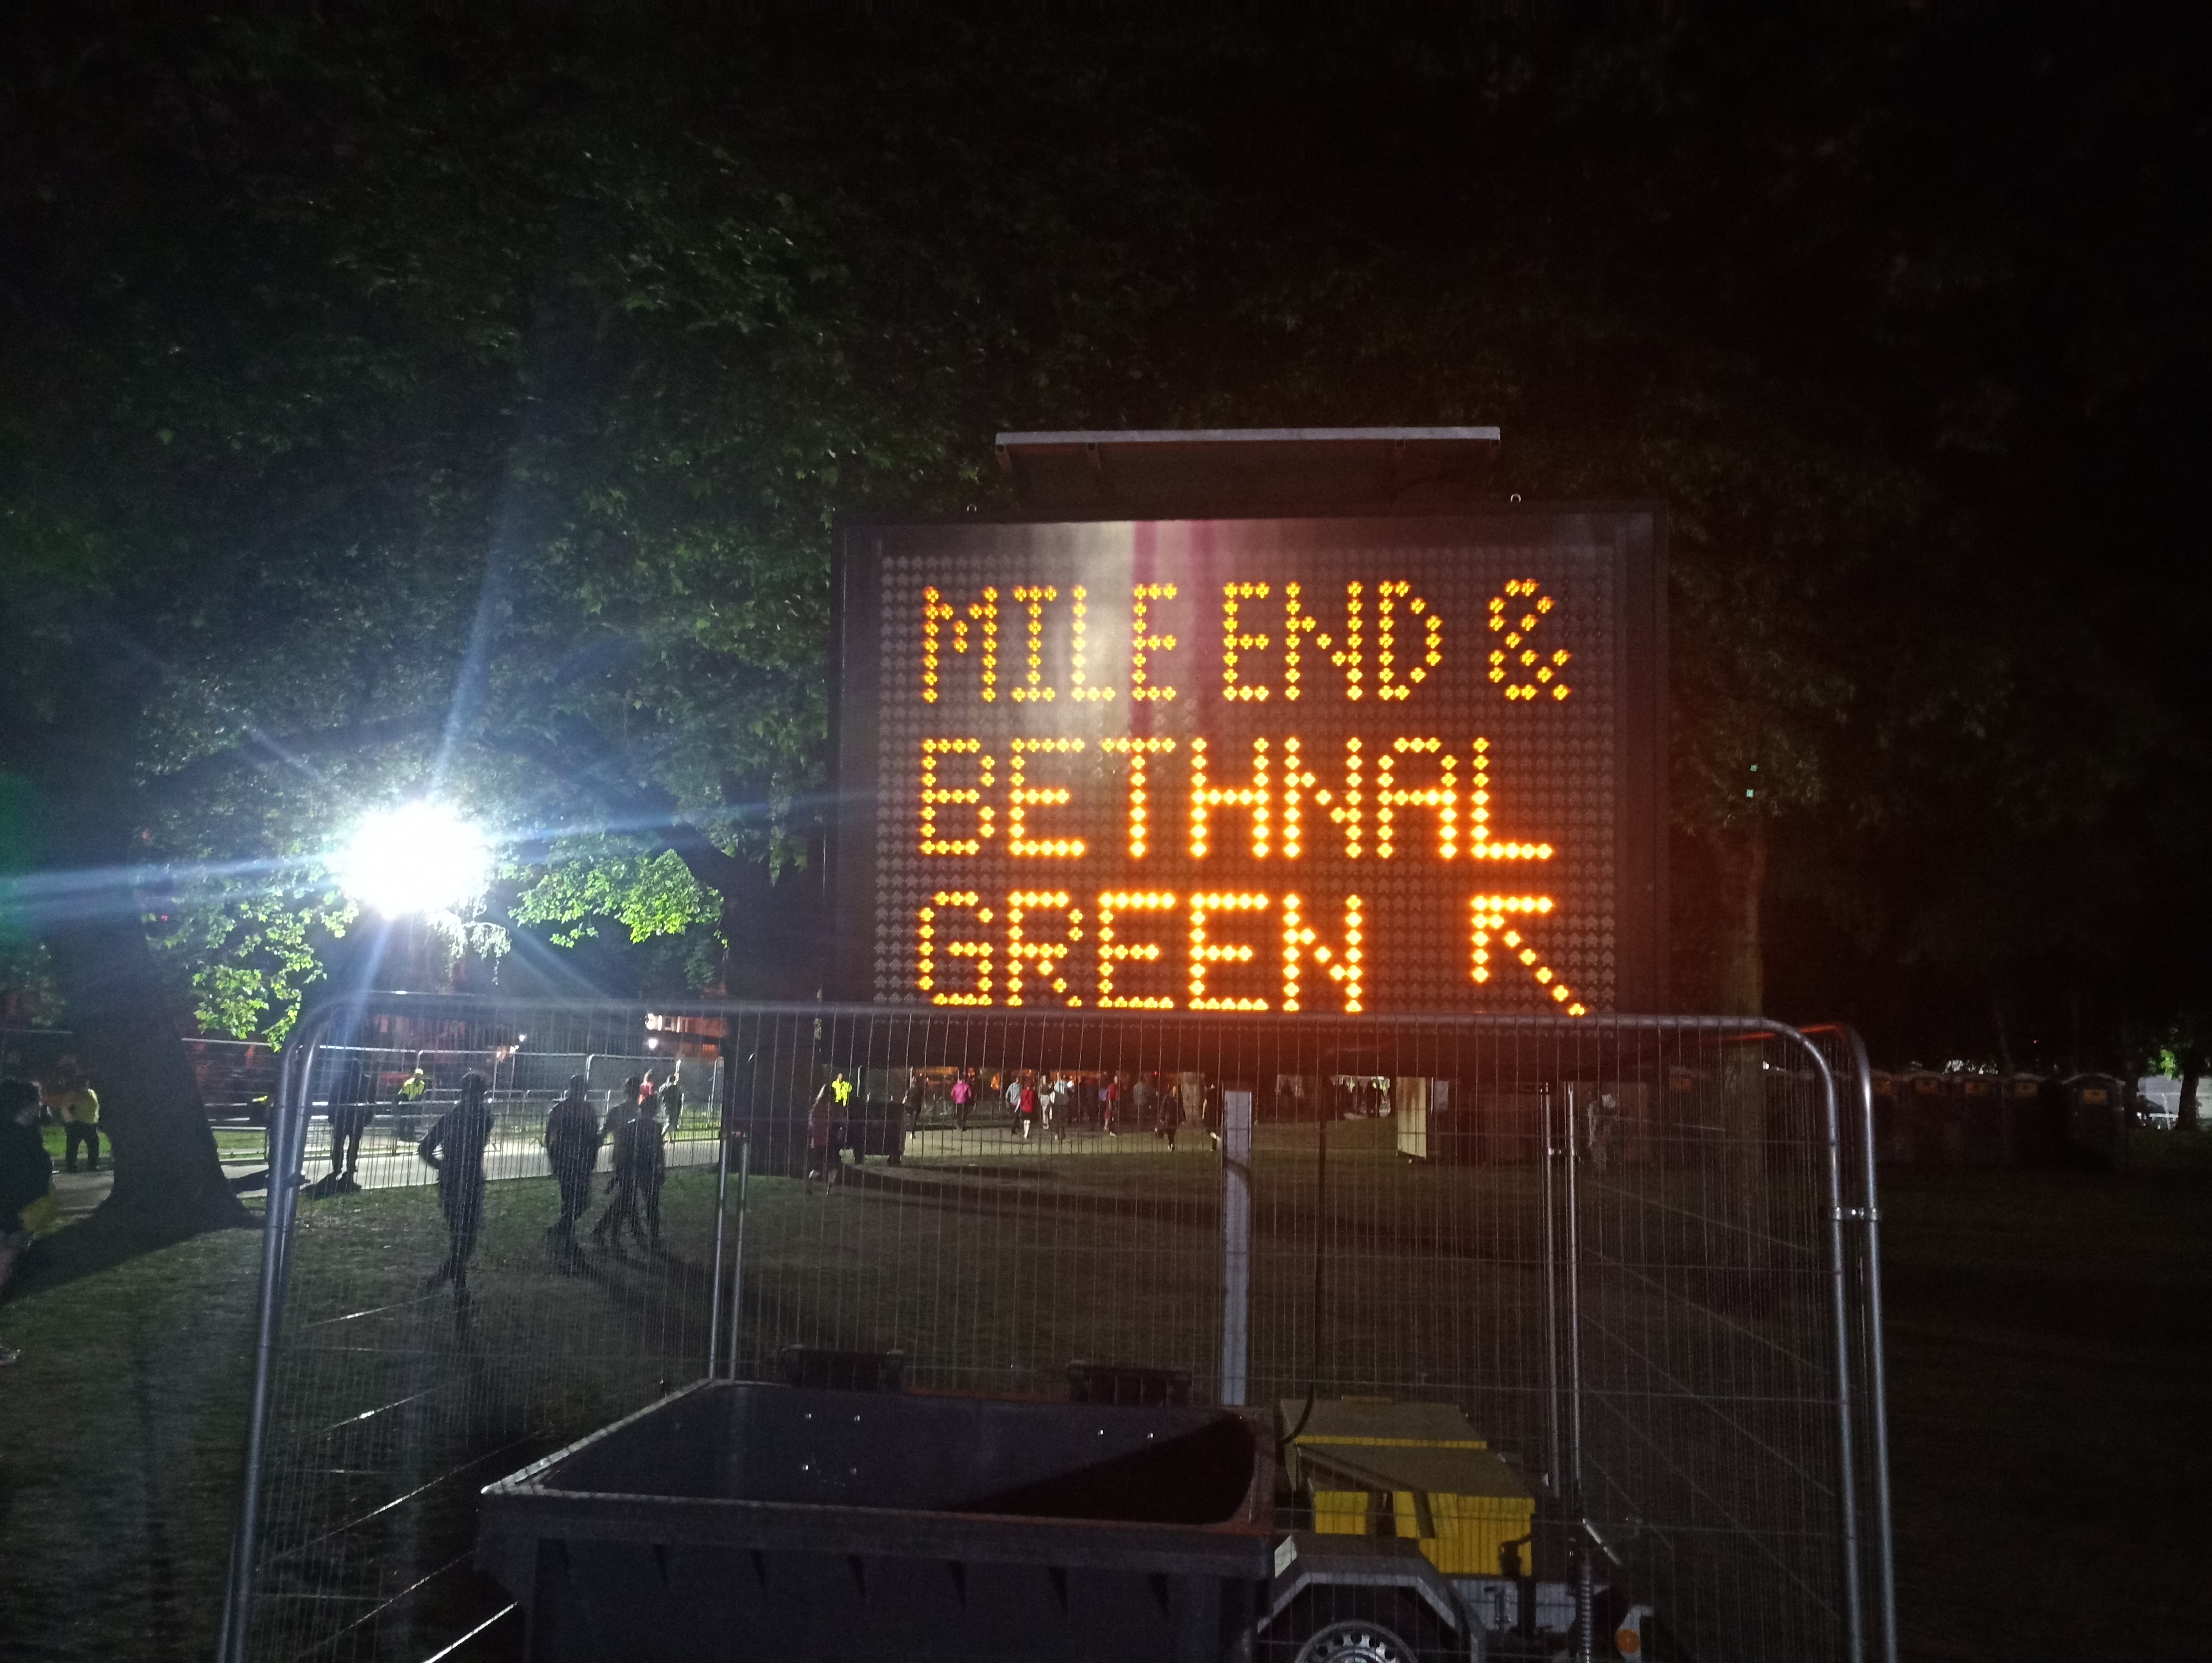 MILE END &
BETHNAL
GREEN ↖